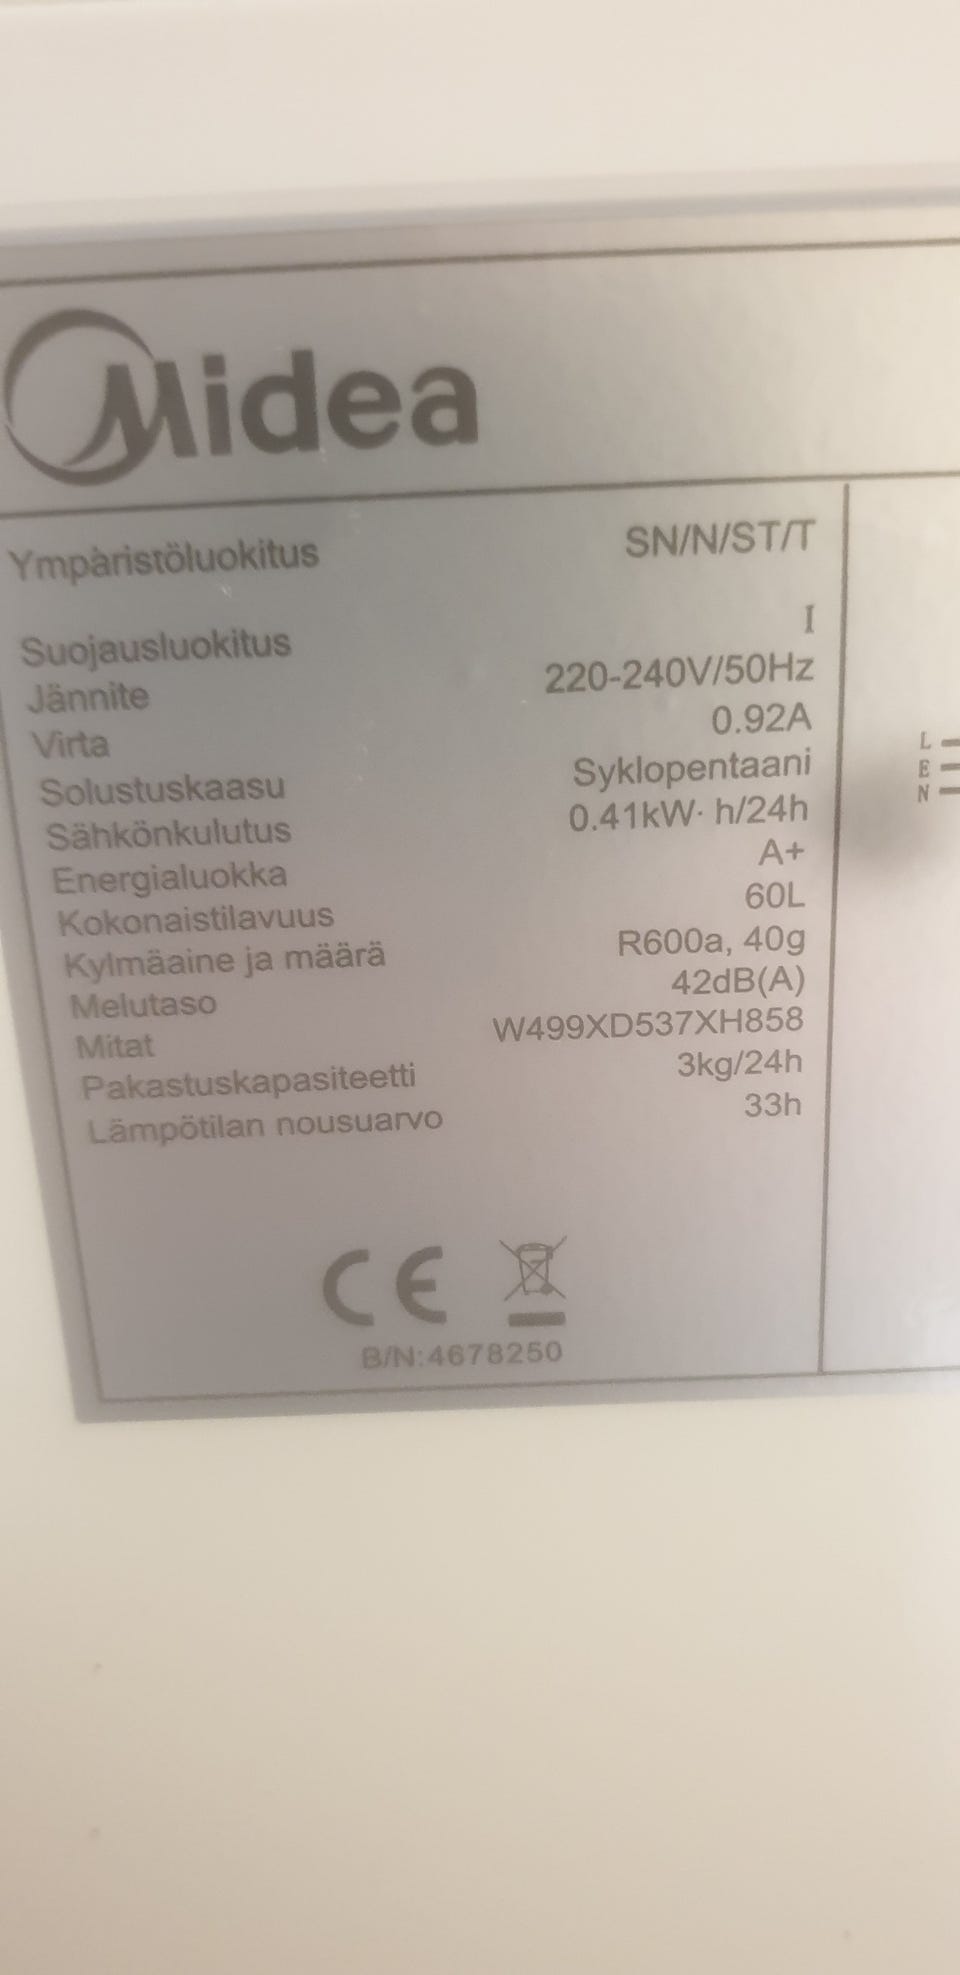 Midea
Ympäristöluokitus SN/N/ST/T
Suojausluokitus I
Jännite 220-240V/50Hz
Virta 0.92A
Solustuskaasu Syklopentaani
Sähkönkulutus 0.41kW· h/24h
Energialuokka A+
Kokonaistilavuus 60L
Kylmäaine ja määrä R600a, 40g
Melutaso 42dB(A)
Mitat W499XD537XH858
Pakastuskapasiteetti 3kg/24h
Lämpötilan nousuarvo 33h
L
E
N
CE
B/N:4678250